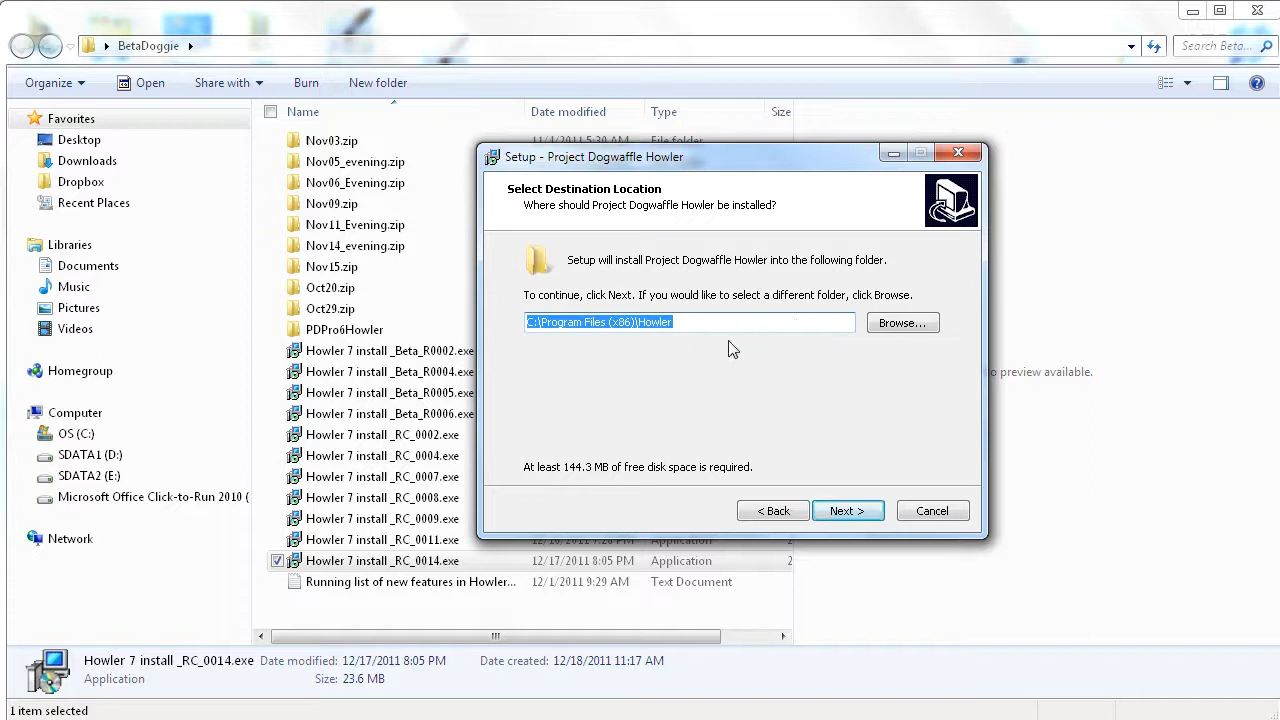 BetaDoggie
Search Beta...
Organize Open Share with Burn New folder
Name Date modified Type Size
Favorites
Desktop
Downloads
Dropbox
Recent Places
Libraries
Documents
Music
Pictures
Videos
Homegroup
Computer
OS (C:)
SDATA1 (D:)
SDATA2 (E:)
Microsoft Office Click-to-Run 2010 (
Network
Nov03.zip 11/4/2011 5:30 AM File folder
Nov05_evening.zip
Nov06_Evening.zip
Nov09.zip
Nov11_Evening.zip
Nov14_evening.zip
Nov15.zip
Oct20.zip
Oct29.zip
PDPro6Howler
Howler 7 install _Beta_R0002.exe
Howler 7 install _Beta_R0004.exe
Howler 7 install _Beta_R0005.exe
Howler 7 install _Beta_R0006.exe
Howler 7 install _RC_0002.exe
Howler 7 install _RC_0004.exe
Howler 7 install _RC_0007.exe
Howler 7 install _RC_0008.exe
Howler 7 install _RC_0009.exe
Howler 7 install _RC_0011.exe Application 2
Howler 7 install _RC_0014.exe 12/17/2011 8:05 PM Application 2
Running list of new features in Howler... 12/1/2011 9:29 AM Text Document
Setup - Project Dogwaffle Howler
Select Destination Location
Where should Project Dogwaffle Howler be installed?
Setup will install Project Dogwaffle Howler into the following folder.
To continue, click Next. If you would like to select a different folder, click Browse.
C:\Program Files (x86)\Howler Browse...
At least 144.3 MB of free disk space is required.
< Back Next > Cancel
o preview available.
Howler 7 install _RC_0014.exe Date modified: 12/17/2011 8:05 PM Date created: 12/18/2011 11:17 AM
Application Size: 23.6 MB
1 item selected